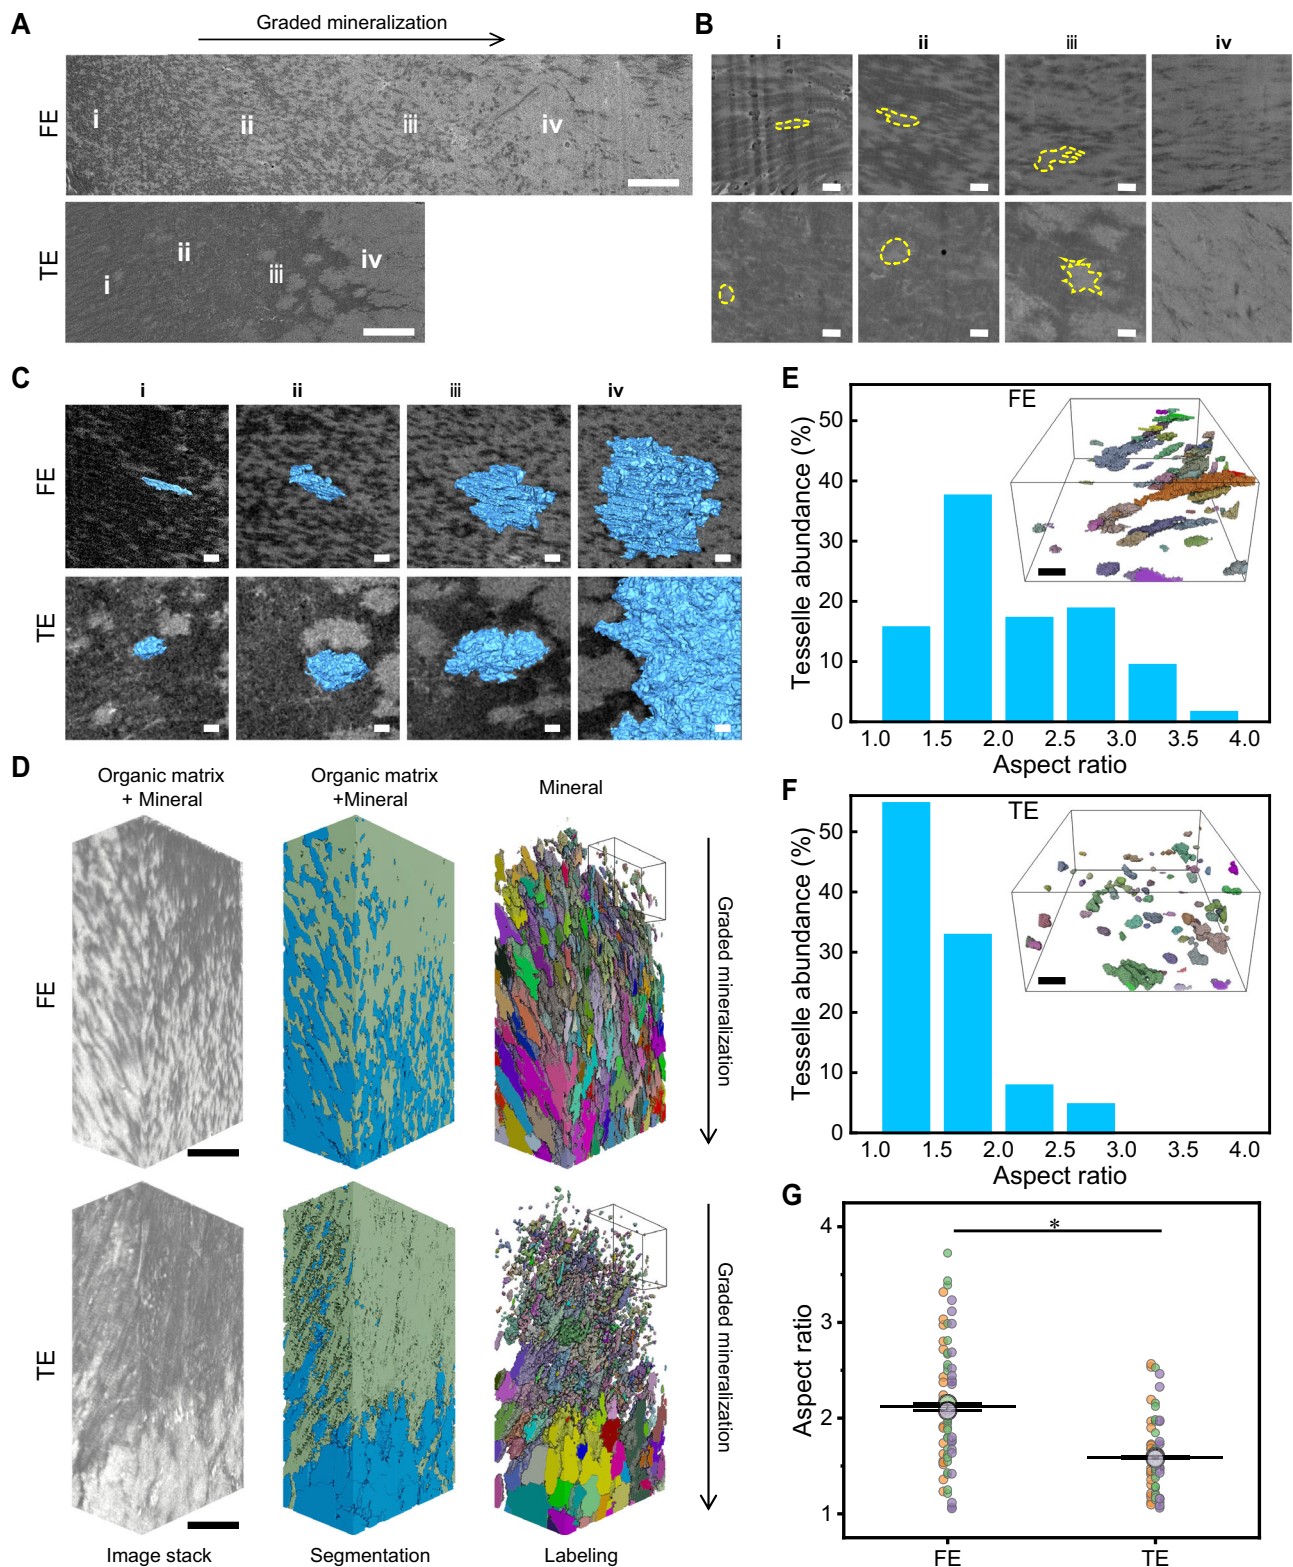 A
Graded mineralization
FE
i
ii
iii
iv
TE
i
ii
iii
iv
B
i
ii
iii
iv
C
i
ii
iii
iv
FE
TE
D
Organic matrix
+ Mineral
Organic matrix
+Mineral
Mineral
FE
Graded mineralization
TE
Graded mineralization
Image stack
Segmentation
Labeling
E
FE
Tesselle abundance (%)
50
40
30
20
10
0
1.0
1.5
2.0
2.5
3.0
3.5
4.0
Aspect ratio
F
TE
Tesselle abundance (%)
50
40
30
20
10
0
1.0
1.5
2.0
2.5
3.0
3.5
4.0
Aspect ratio
G
*
Aspect ratio
4
3
2
1
FE
TE